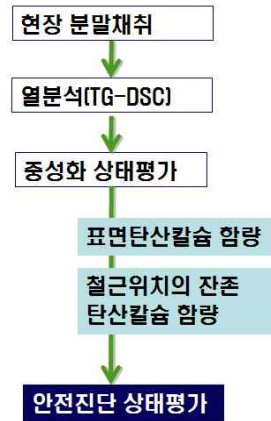 현장 분말채취
열분석(TG-DSC)
중성화 상태평가
표면탄산칼슘 함량
철근위치의 잔존
탄산칼슘 함량
안전진단 상태평가